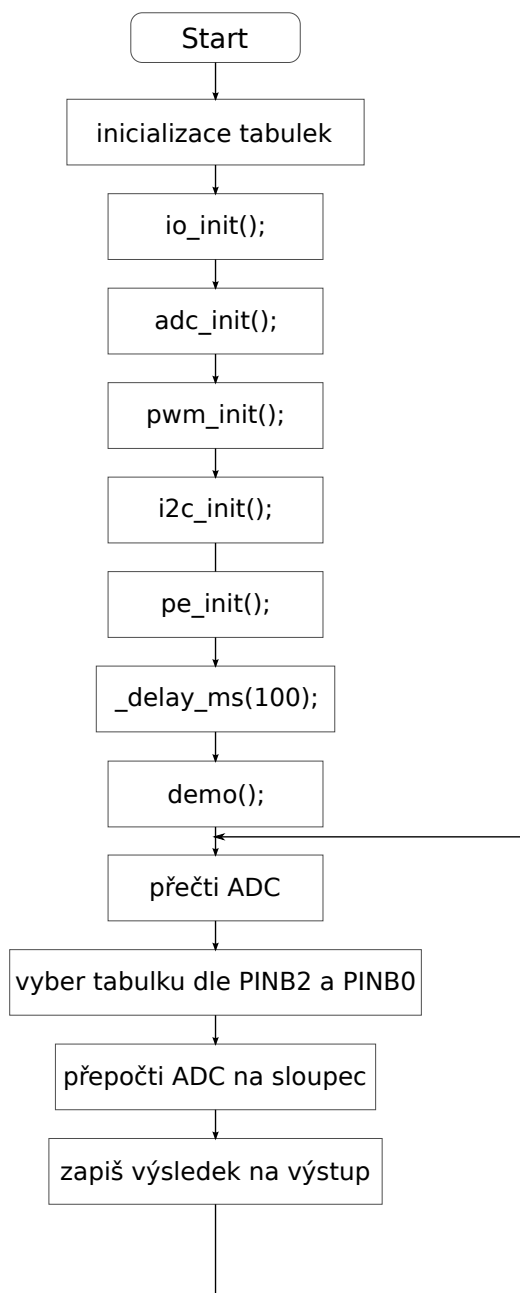 Start
inicializace tabulek
io_init();
adc_init();
pwm_init();
i2c_init();
pe_init();
_delay_ms(100);
demo();
přečti ADC
vyber tabulku dle PINB2 a PINB0
přepočti ADC na sloupec
zapiš výsledek na výstup